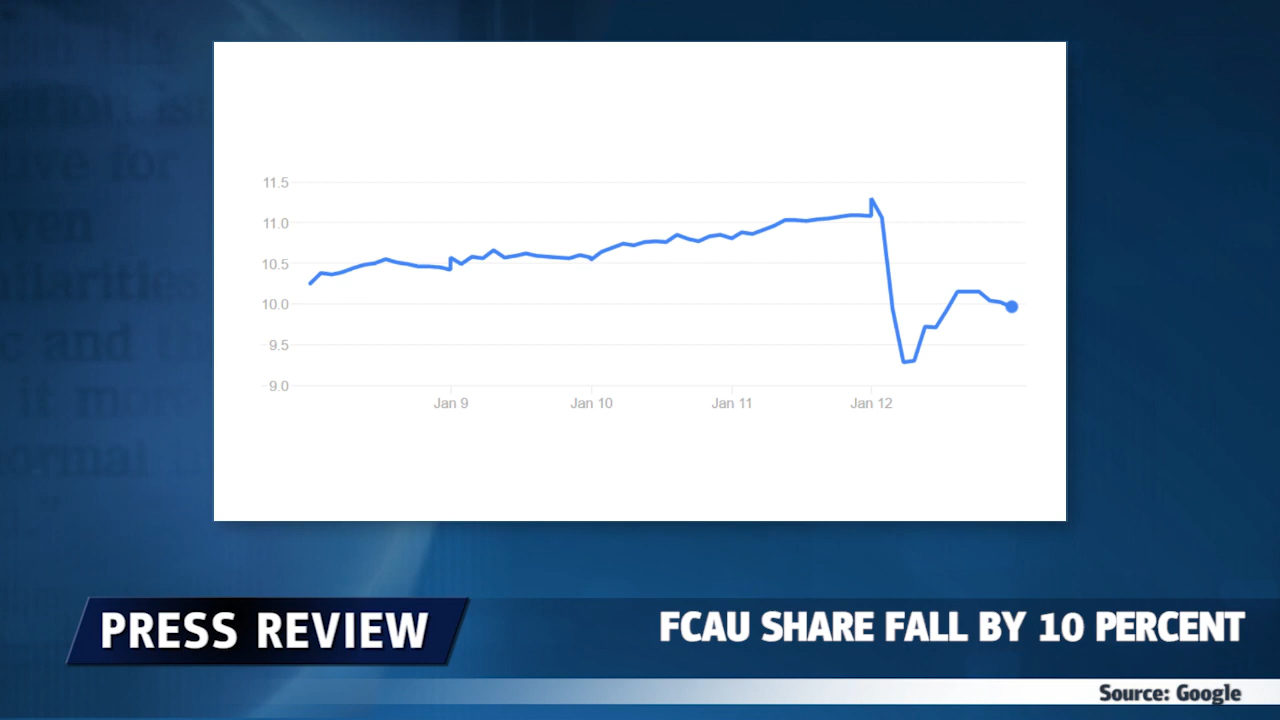 11.5
11.0
10.5
10.0
9.5
9.0
Jan 9 Jan 10 Jan 11 Jan 12
PRESS REVIEW
FCAU SHARE FALL BY 10 PERCENT
Source: Google